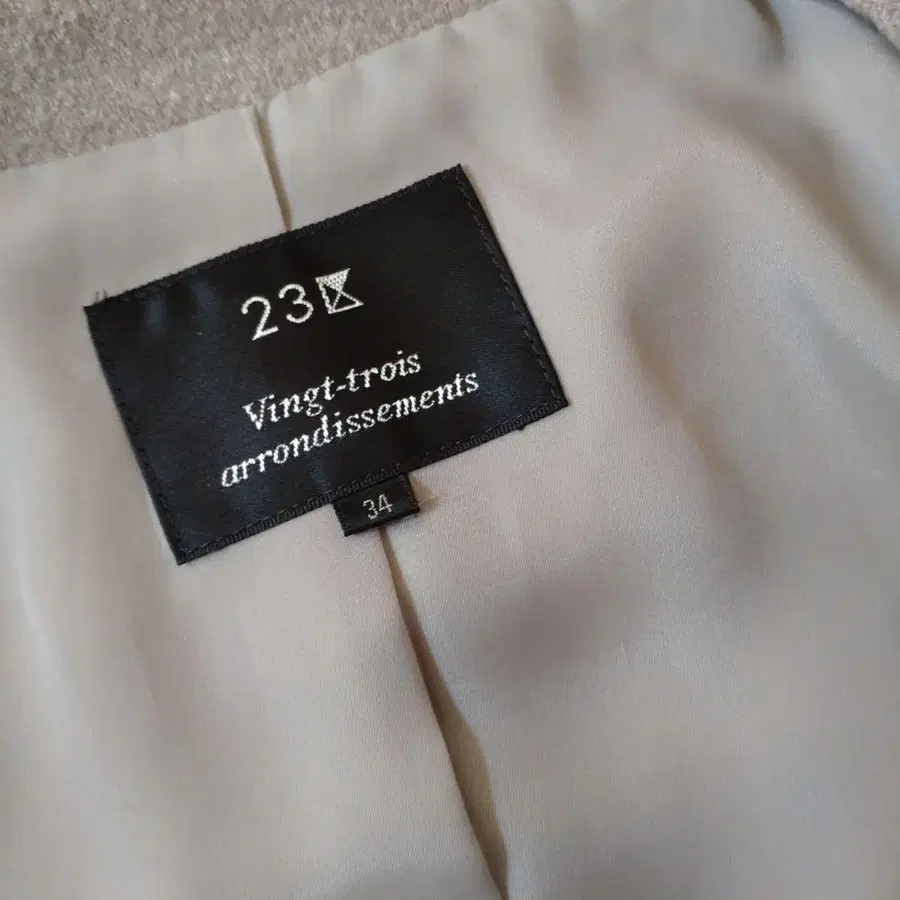 23区
Vingt-trois
arrondissements
34